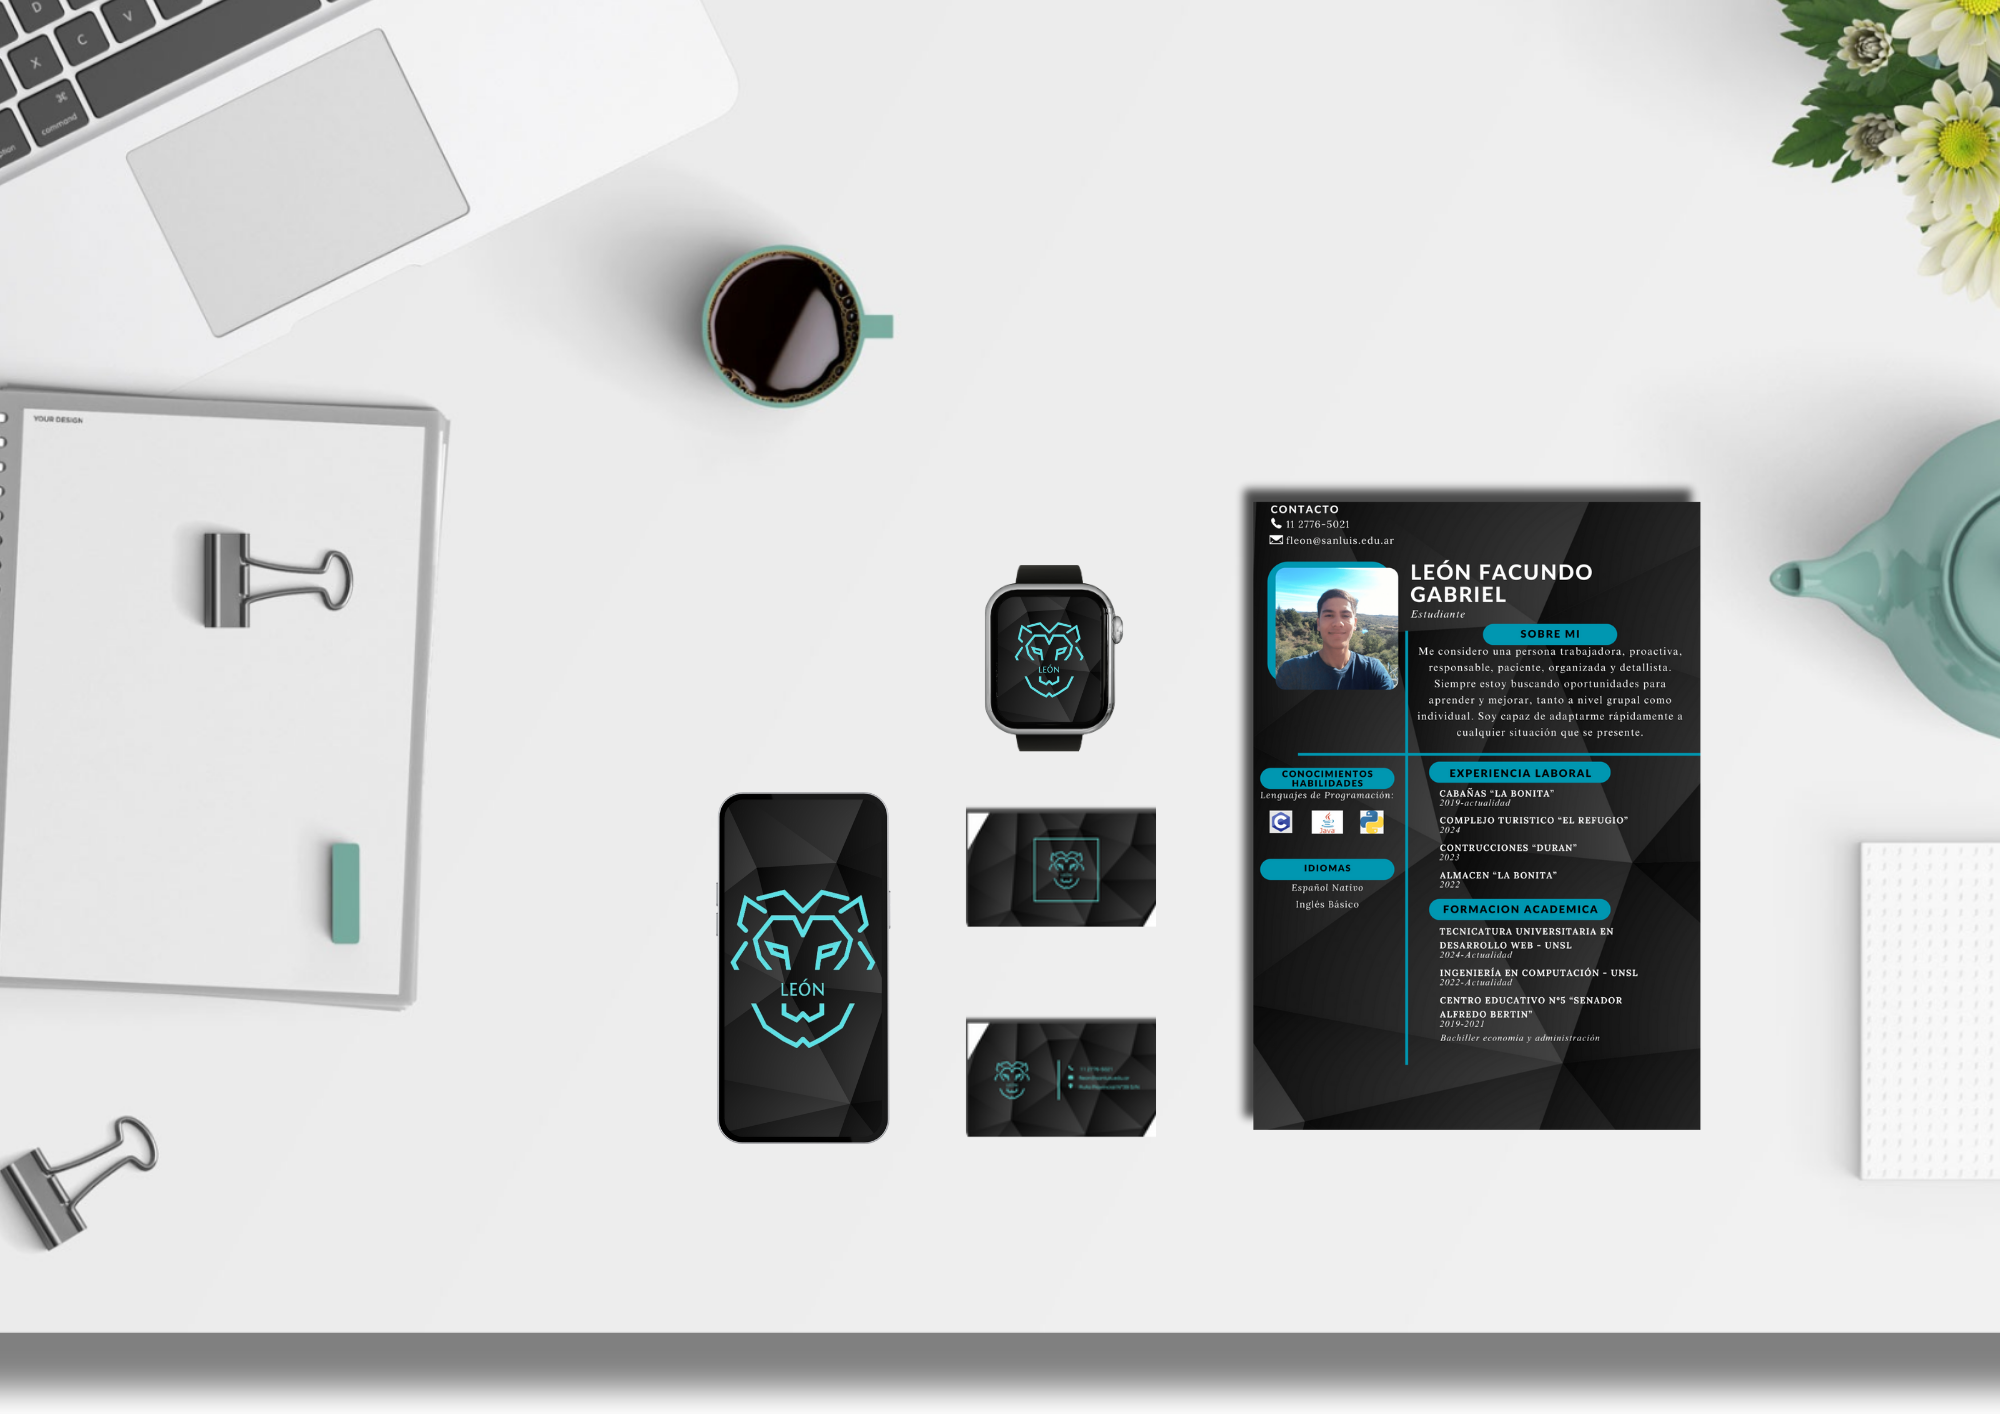 D
V
C
X
⌘
command
YOUR DESIGN
LEÓN
LEÓN
11 2776-5021
CONTACTO
11 2776-5021
fleon@sanluis.edu.ar
LEÓN FACUNDO
GABRIEL
Estudiante
SOBRE MI
Me considero una persona trabajadora, proactiva,
responsable, paciente, organizada y detallista.
Siempre estoy buscando oportunidades para
aprender y mejorar, tanto a nivel grupal como
individual. Soy capaz de adaptarme rápidamente a
cualquier situación que se presente.
CONOCIMIENTOS
HABILIDADES
Lenguajes de Programación:
C
Java
IDIOMAS
Español Nativo
Inglés Básico
EXPERIENCIA LABORAL
CABAÑAS “LA BONITA”
2019-actualidad
COMPLEJO TURISTICO “EL REFUGIO”
2024
CONTRUCCIONES “DURAN”
2023
ALMACEN “LA BONITA”
2022
FORMACION ACADEMICA
TECNICATURA UNIVERSITARIA EN
DESARROLLO WEB - UNSL
2024-Actualidad
INGENIERÍA EN COMPUTACIÓN - UNSL
2022-Actualidad
CENTRO EDUCATIVO N°5 “SENADOR
ALFREDO BERTIN”
2019-2021
Bachiller economía y administración